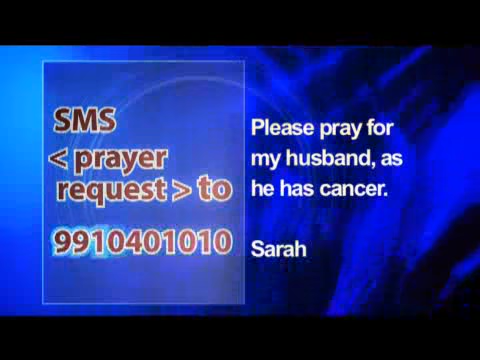 SMS
< prayer
request > to
9910401010
Please pray for
my husband, as
he has cancer.
Sarah